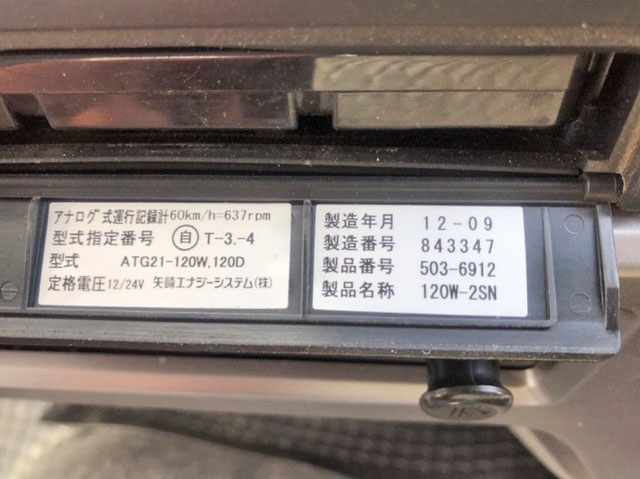 アナログ式運行記録計60km/h=637rpm
型式指定番号 自 T-3.-4
型式 ATG21-120W,120D
定格電圧12/24V 矢崎エナジーシステム(株)
製造年月 12-09
製造番号 843347
製品番号 503-6912
製品名称 120W-2SN